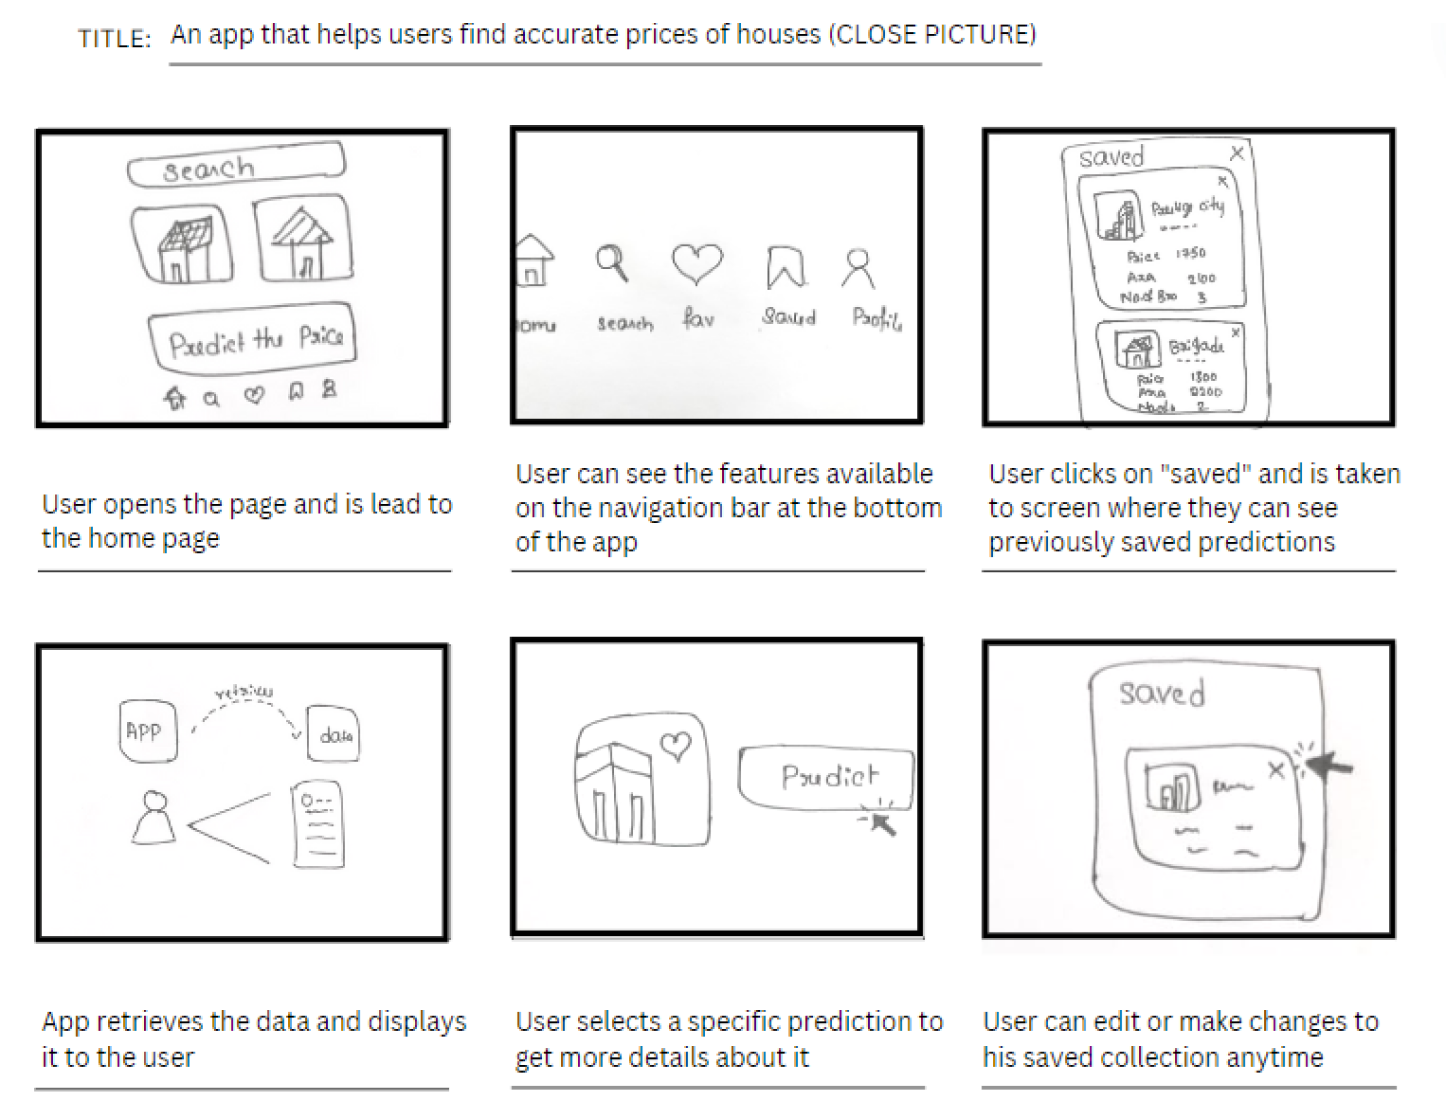 TITLE: An app that helps users find accurate prices of houses (CLOSE PICTURE)
search
Predict the Price
ome
search fav Saved Profile
saved X
x
city
Price 1750
Area 2100
No.of 3
x
Brigade
Price 1300
Area 2200
2
User opens the page and is lead to
the home page
User can see the features available
on the navigation bar at the bottom
of the app
User clicks on "saved" and is taken
to screen where they can see
previously saved predictions
APP
data
Predict
saved
X
App retrieves the data and displays
it to the user
User selects a specific prediction to
get more details about it
User can edit or make changes to
his saved collection anytime